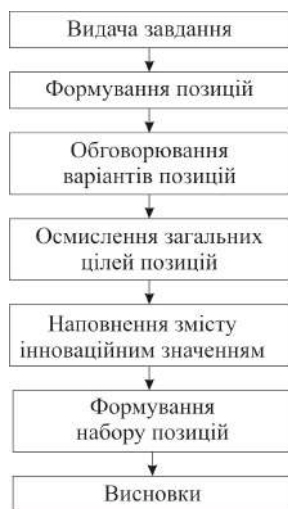 Видача завдання
Формування позицій
Обговорювання
варіантів позицій
Осмислення загальних
цілей позицій
Наповнення змісту
інноваційним значенням
Формування
набору позицій
Висновки